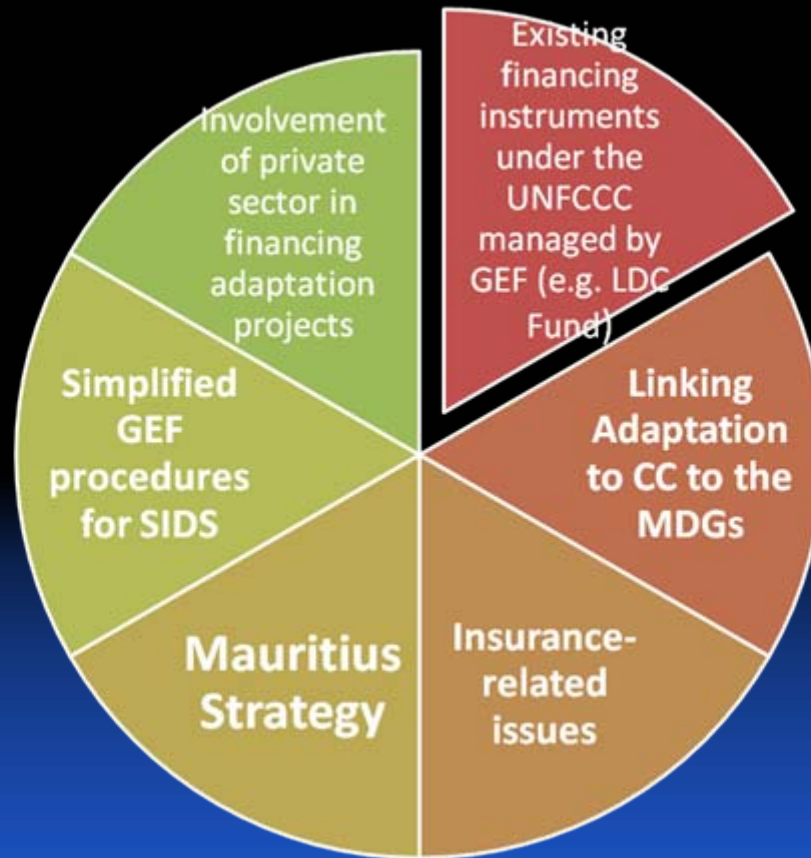 Existing
financing
instruments
under the
UNFCCC
managed by
GEF (e.g. LDC
Fund)
Linking
Adaptation
to CC to the
MDGs
Insurance-
related
issues
Mauritius
Strategy
Simplified
GEF
procedures
for SIDS
Involvement
of private
sector in
financing
adaptation
projects